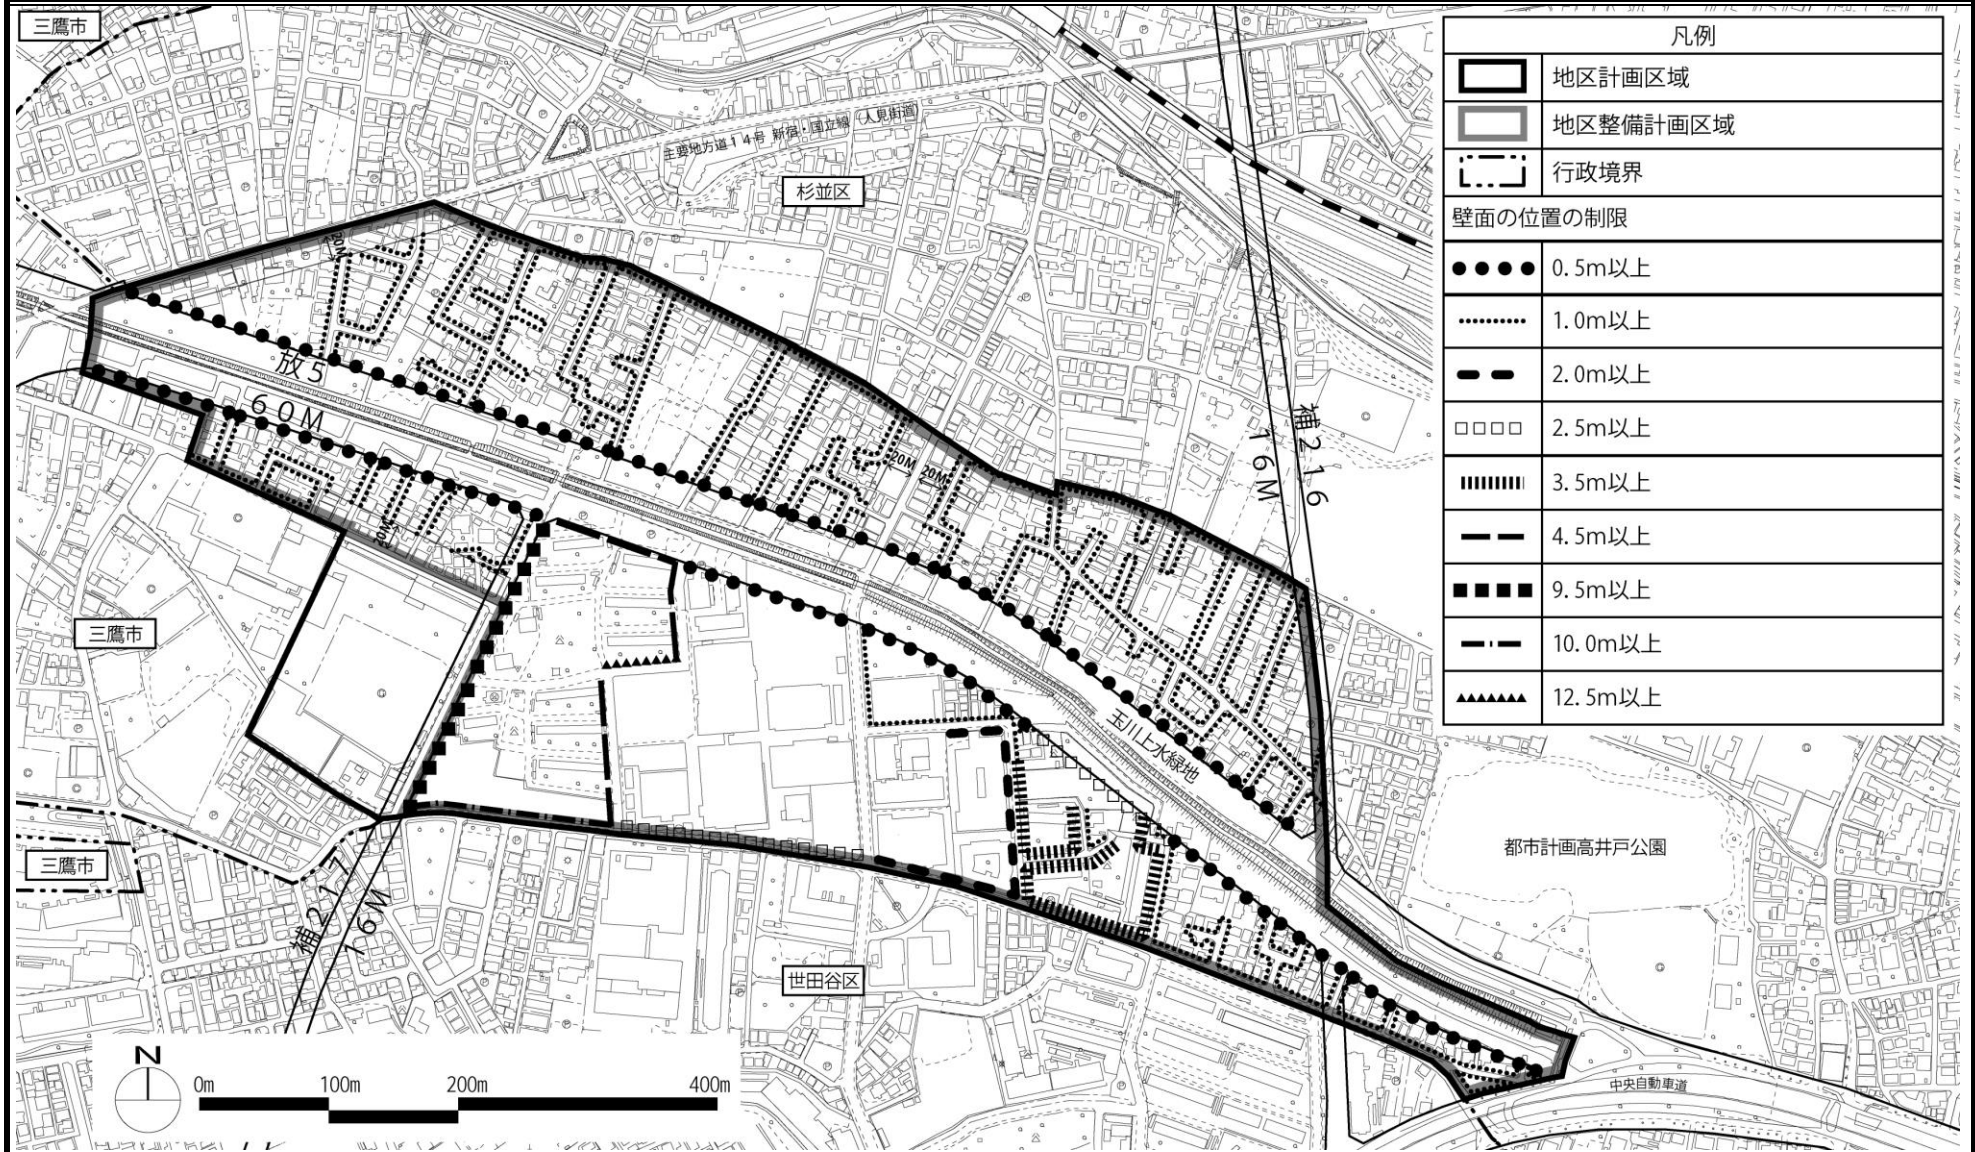 三鷹市
主要地方道14号 新宿・国立線 (人見街道)
杉並区
20M
放5
60M
20M
20M
20M
補216
16M
三鷹市
玉川上水緑地
三鷹市
補217
16M
世田谷区
都市計画高井戸公園
中央自動車道
凡例
地区計画区域
地区整備計画区域
行政境界
壁面の位置の制限
0.5m以上
1.0m以上
2.0m以上
2.5m以上
3.5m以上
4.5m以上
9.5m以上
10.0m以上
12.5m以上
N
0m 100m 200m 400m